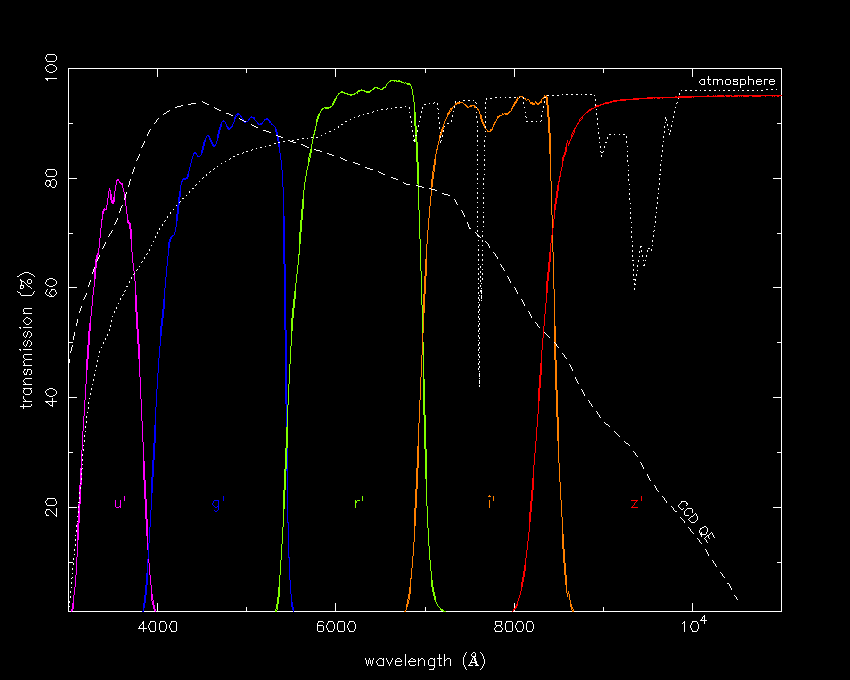 100
atmosphere
80
transmission (%)
60
40
20
u'
g'
r'
i'
z'
CCD QE
4000
6000
8000
10⁴
wavelength (Å)